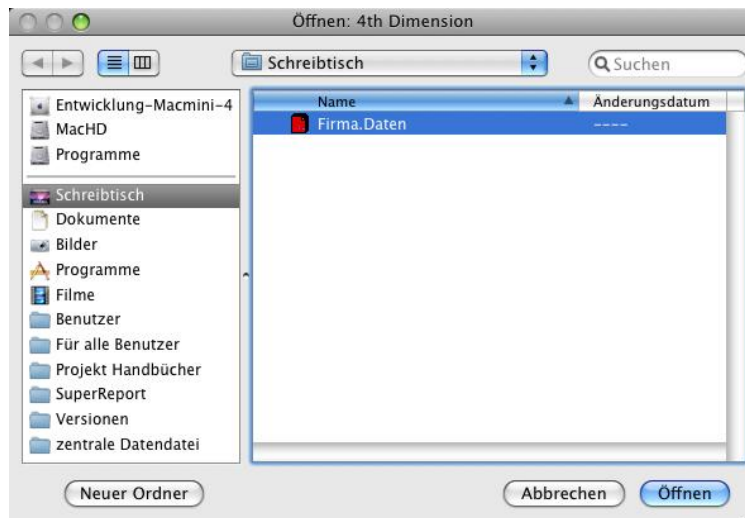 Öffnen: 4th Dimension
Schreibtisch
Suchen
Entwicklung-Macmini-4
MacHD
Programme
Schreibtisch
Dokumente
Bilder
Programme
Filme
Benutzer
Für alle Benutzer
Projekt Handbücher
SuperReport
Versionen
zentrale Datendatei
Name Änderungsdatum
Firma.Daten ----
Neuer Ordner Abbrechen Öffnen